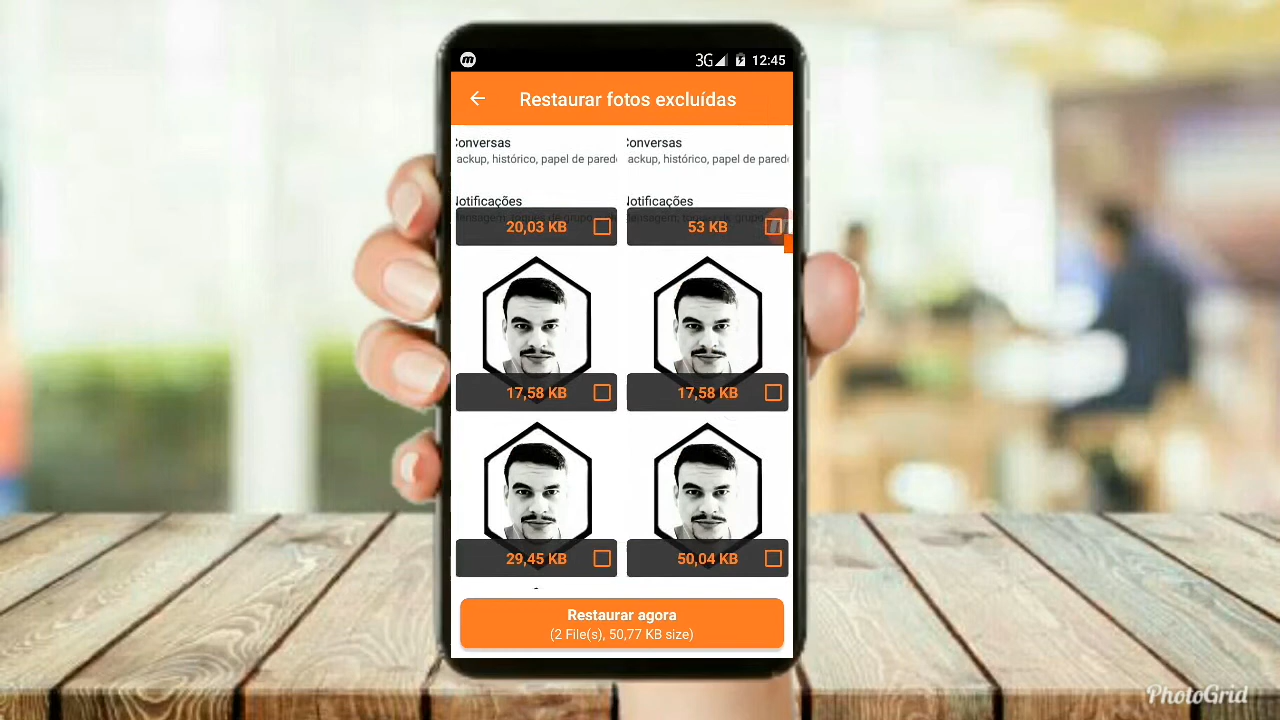 3G 12:45
Restaurar fotos excluídas
Conversas Conversas
ackup, histórico, papel de pared ackup, histórico, papel de pared
Notificações Notificações
20,03 KB 53 KB
17,58 KB 17,58 KB
29,45 KB 50,04 KB
Restaurar agora
(2 File(s), 50,77 KB size)
PhotoGrid